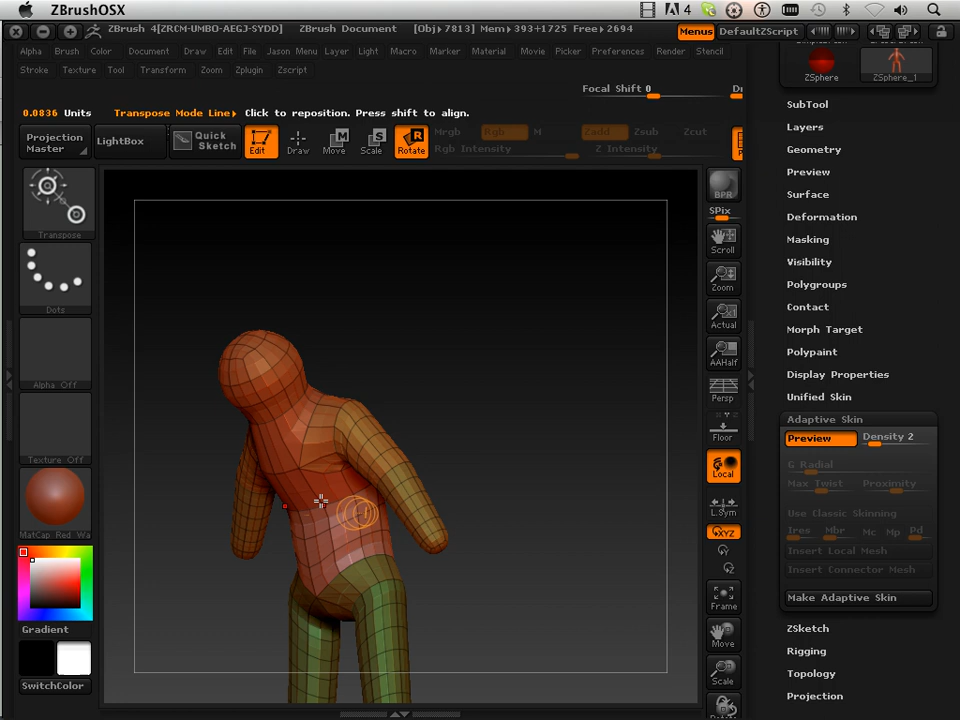 ZBrushOSX
4
ZBrush 4[ZRCM-UMBO-AEGJ-SYDD] ZBrush Document [Obj▸7813] Mem▸393+1725 Free▸2694 Menus DefaultZScript
Alpha Brush Color Document Draw Edit File Jason Menu Layer Light Macro Marker Material Movie Picker Preferences Render Stencil
Stroke Texture Tool Transform Zoom Zplugin Zscript
ZSphere ZSphere_1
Focal Shift 0
0.0836 Units Transpose Mode Line▸ Click to reposition. Press shift to align.
Projection Master LightBox Quick Sketch Edit Draw Move Scale Rotate
Mrgb Rgb M Zadd Zsub Zcut
Rgb Intensity Z Intensity
Transpose
Dots
Alpha Off
Texture Off
MatCap Red Wa
Gradient
SwitchColor
BPR
SPix
Scroll
Zoom
Actual
AAHalf
Persp
Floor
Local
L.Sym
XYZ
Y
Z
Frame
Move
Scale
SubTool
Layers
Geometry
Preview
Surface
Deformation
Masking
Visibility
Polygroups
Contact
Morph Target
Polypaint
Display Properties
Unified Skin
Adaptive Skin
Preview Density 2
G Radial
Max Twist Proximity
Use Classic Skinning
Ires Mbr Mc Mp Pd
Insert Local Mesh
Insert Connector Mesh
Make Adaptive Skin
ZSketch
Rigging
Topology
Projection